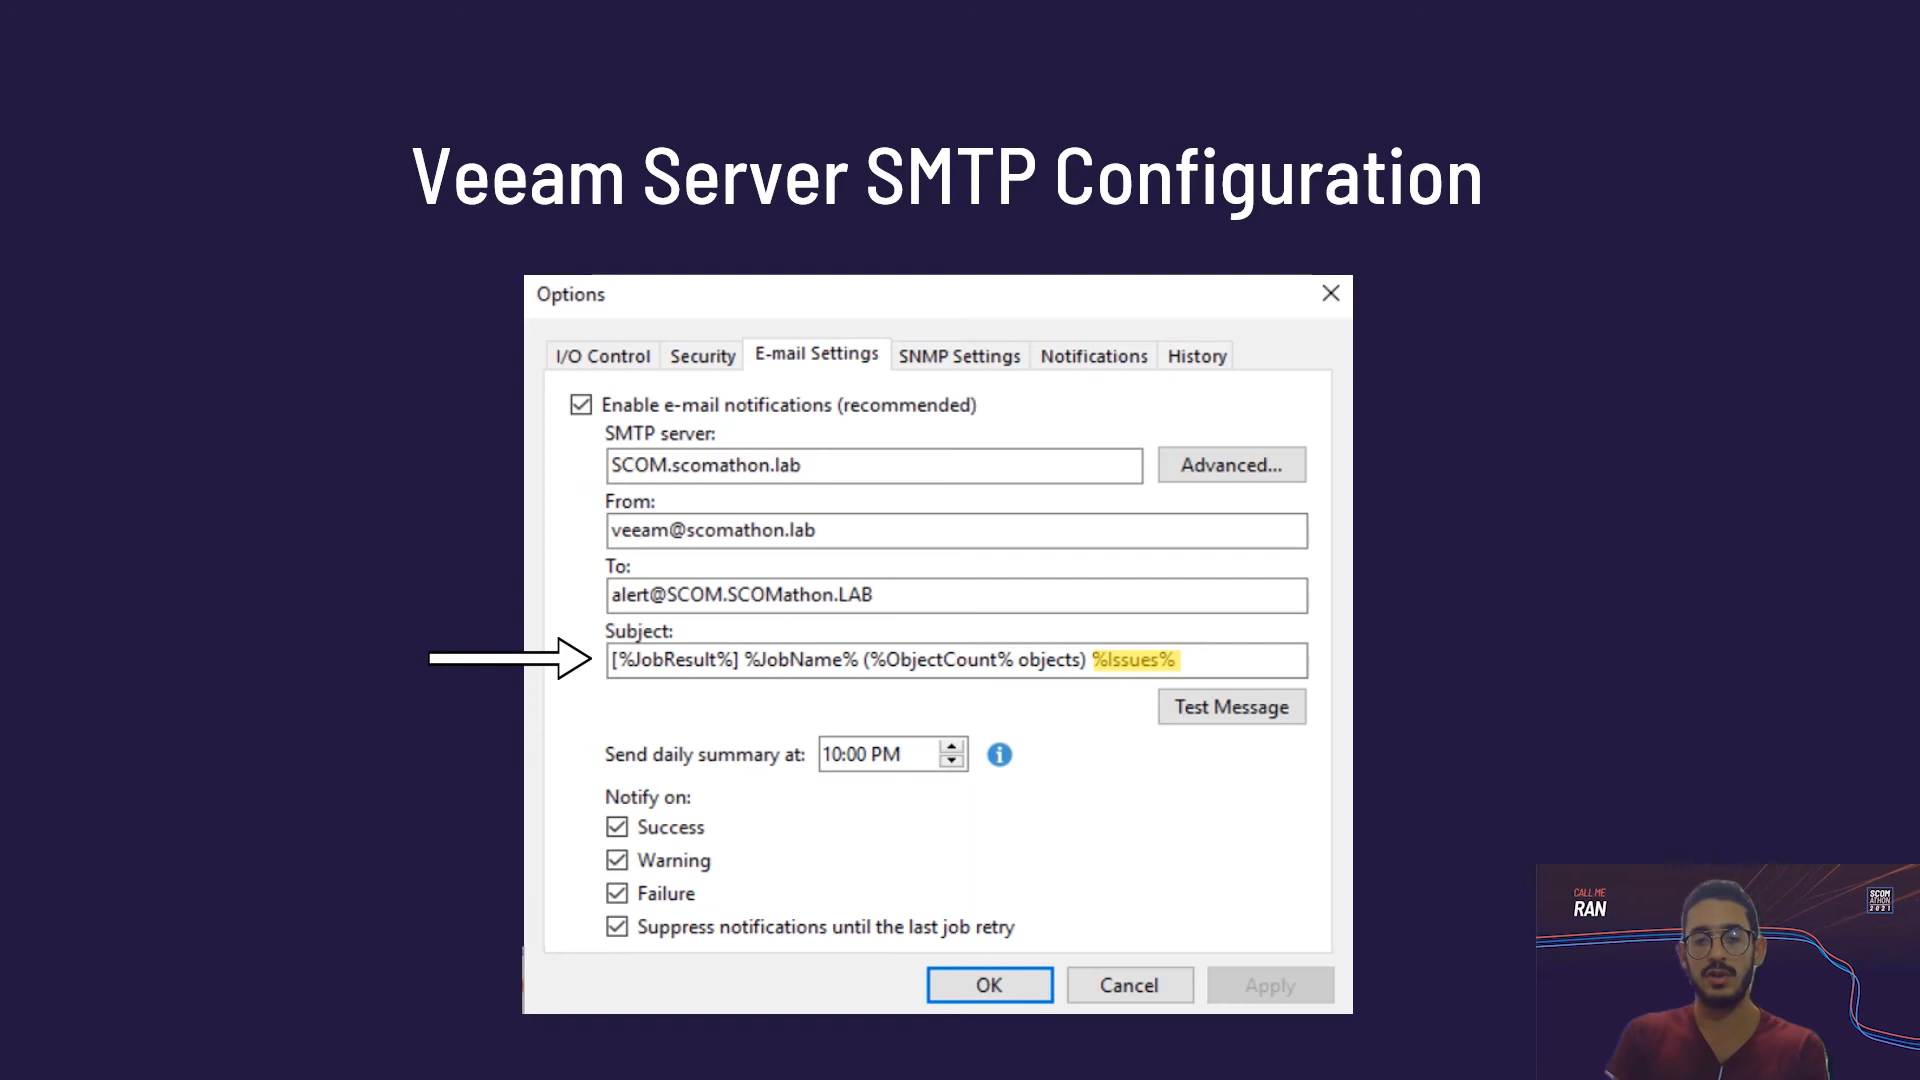 Veeam Server SMTP Configuration
Options
I/O Control Security E-mail Settings SNMP Settings Notifications History
Enable e-mail notifications (recommended)
SMTP server:
SCOM.scomathon.lab
Advanced...
From:
veeam@scomathon.lab
To:
alert@SCOM.SCOMathon.LAB
Subject:
[%JobResult%] %JobName% (%ObjectCount% objects) %Issues%
Test Message
Send daily summary at: 10:00 PM
Notify on:
Success
Warning
Failure
Suppress notifications until the last job retry
OK Cancel Apply
CALL ME
RAN
SCOM
ATHON
2021